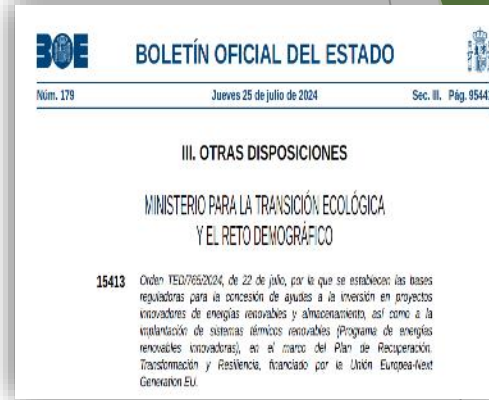 BOE BOLETÍN OFICIAL DEL ESTADO
Núm. 179 Jueves 25 de julio de 2024 Sec. III. Pág. 9544
III. OTRAS DISPOSICIONES
MINISTERIO PARA LA TRANSICIÓN ECOLÓGICA
Y EL RETO DEMOGRÁFICO
15413 Orden TED/765/2024, de 22 de julio, por la que se establecen las bases
reguladoras para la concesión de ayudas a la inversión en proyectos
innovadores de energías renovables y almacenamiento, así como a la
implantación de sistemas térmicos renovables (Programa de energías
renovables innovadoras), en el marco del Plan de Recuperación,
Transformación y Resiliencia, financiado por la Unión Europea-Next
Generation EU.